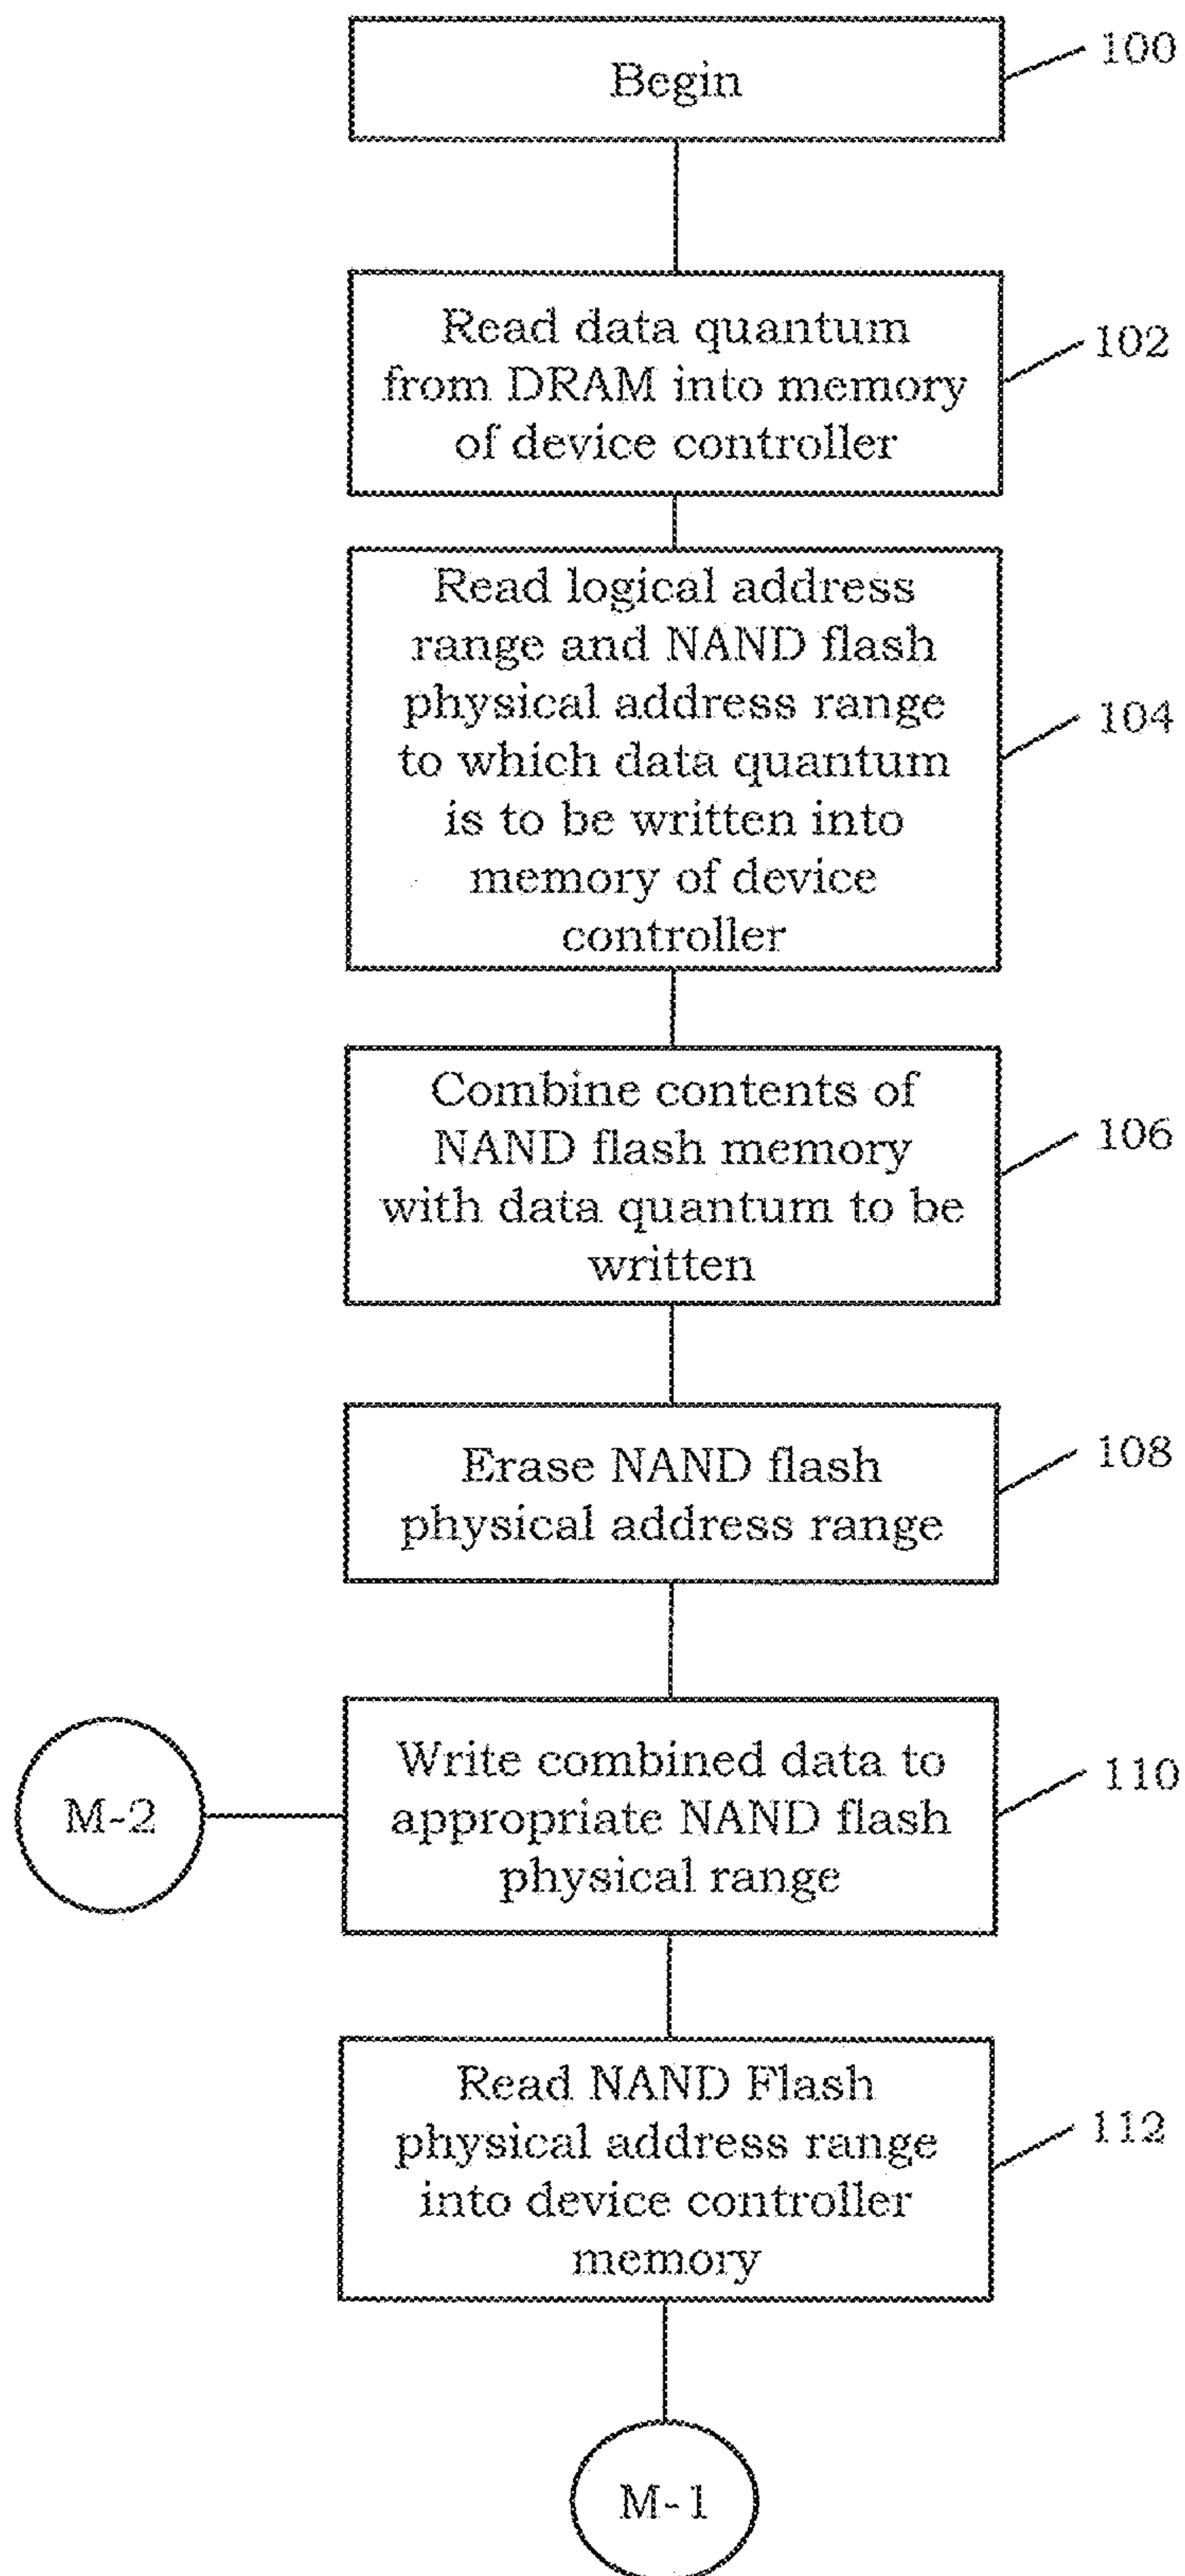 Begin
100
Read data quantum
from DRAM into memory
of device controller
102
Read logical address
range and NAND flash
physical address range
to which data quantum
is to be written into
memory of device
controller
104
Combine contents of
NAND flash memory
with data quantum to be
written
106
Erase NAND flash
physical address range
108
M-2
Write combined data to
appropriate NAND flash
physical range
110
Read NAND Flash
physical address range
into device controller
memory
112
M-1